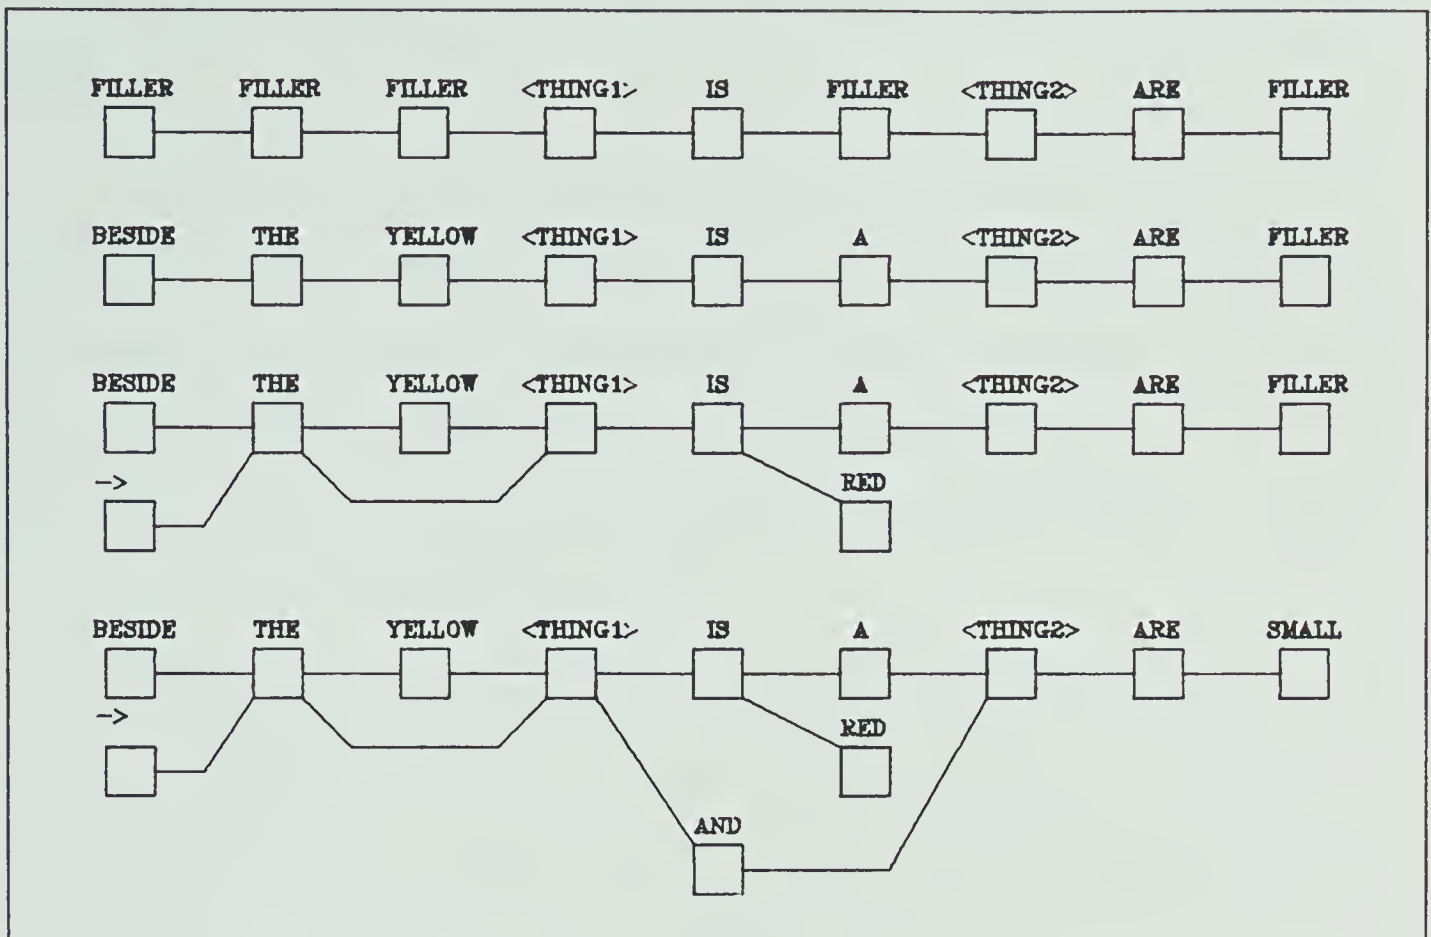 FILLER FILLER FILLER <THING1> IS FILLER <THING2> ARE FILLER
BESIDE THE YELLOW <THING1> IS A <THING2> ARE FILLER
BESIDE THE YELLOW <THING1> IS A <THING2> ARE FILLER
-> RED
BESIDE THE YELLOW <THING1> IS A <THING2> ARE SMALL
-> RED
AND